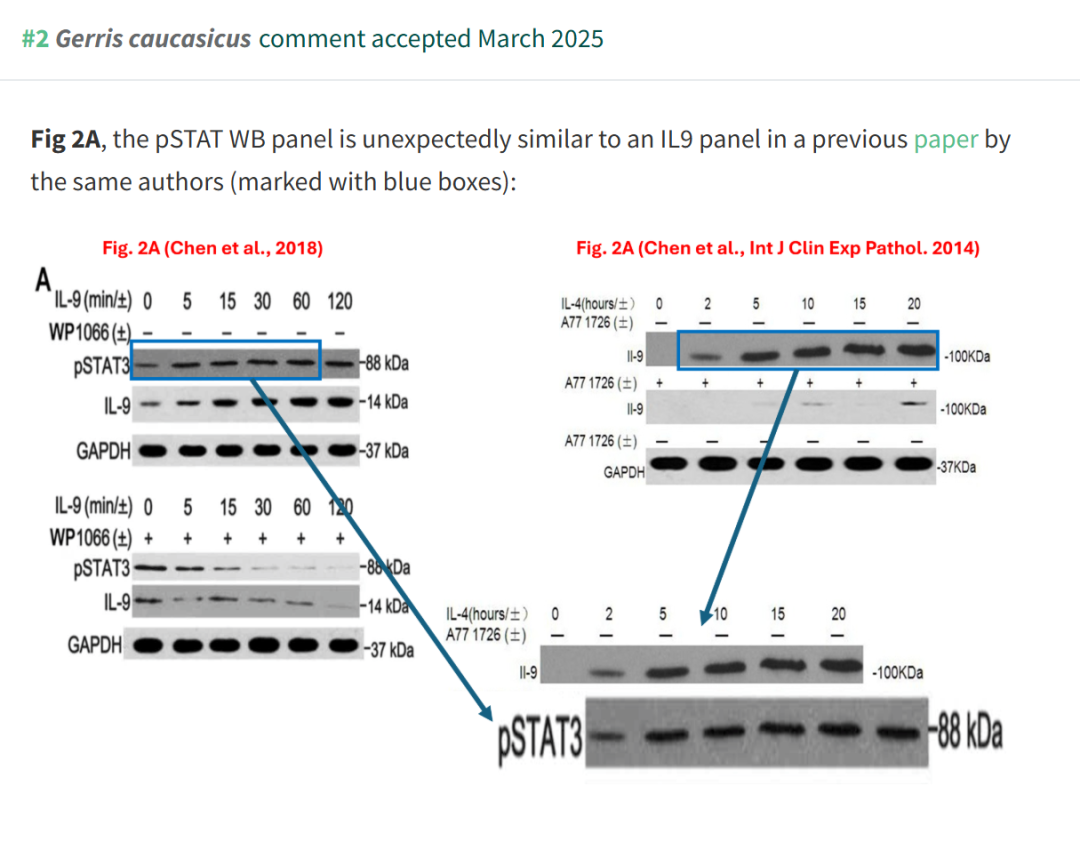 #2 Gerris caucasicus comment accepted March 2025
Fig 2A, the pSTAT WB panel is unexpectedly similar to an IL9 panel in a previous paper by
the same authors (marked with blue boxes):
Fig. 2A (Chen et al., 2018)
A
IL-9 (min/±) 0 5 15 30 60 120
WP1066 (±) − − − − − −
pSTAT3 -88 kDa
IL-9 -14 kDa
GAPDH -37 kDa
IL-9 (min/±) 0 5 15 30 60 120
WP1066 (±) + + + + + +
pSTAT3 -88 kDa
IL-9 -14 kDa
GAPDH -37 kDa
Fig. 2A (Chen et al., Int J Clin Exp Pathol. 2014)
IL-4(hours/±) 0 2 5 10 15 20
A77 1726 (±) − − − − − −
Il-9 -100KDa
A77 1726 (±) + + + + + +
Il-9 -100KDa
A77 1726 (±) − − − − − −
GAPDH -37KDa
IL-4(hours/±) 0 2 5 10 15 20
A77 1726 (±) − − − − − −
Il-9 -100KDa
pSTAT3 -88 kDa